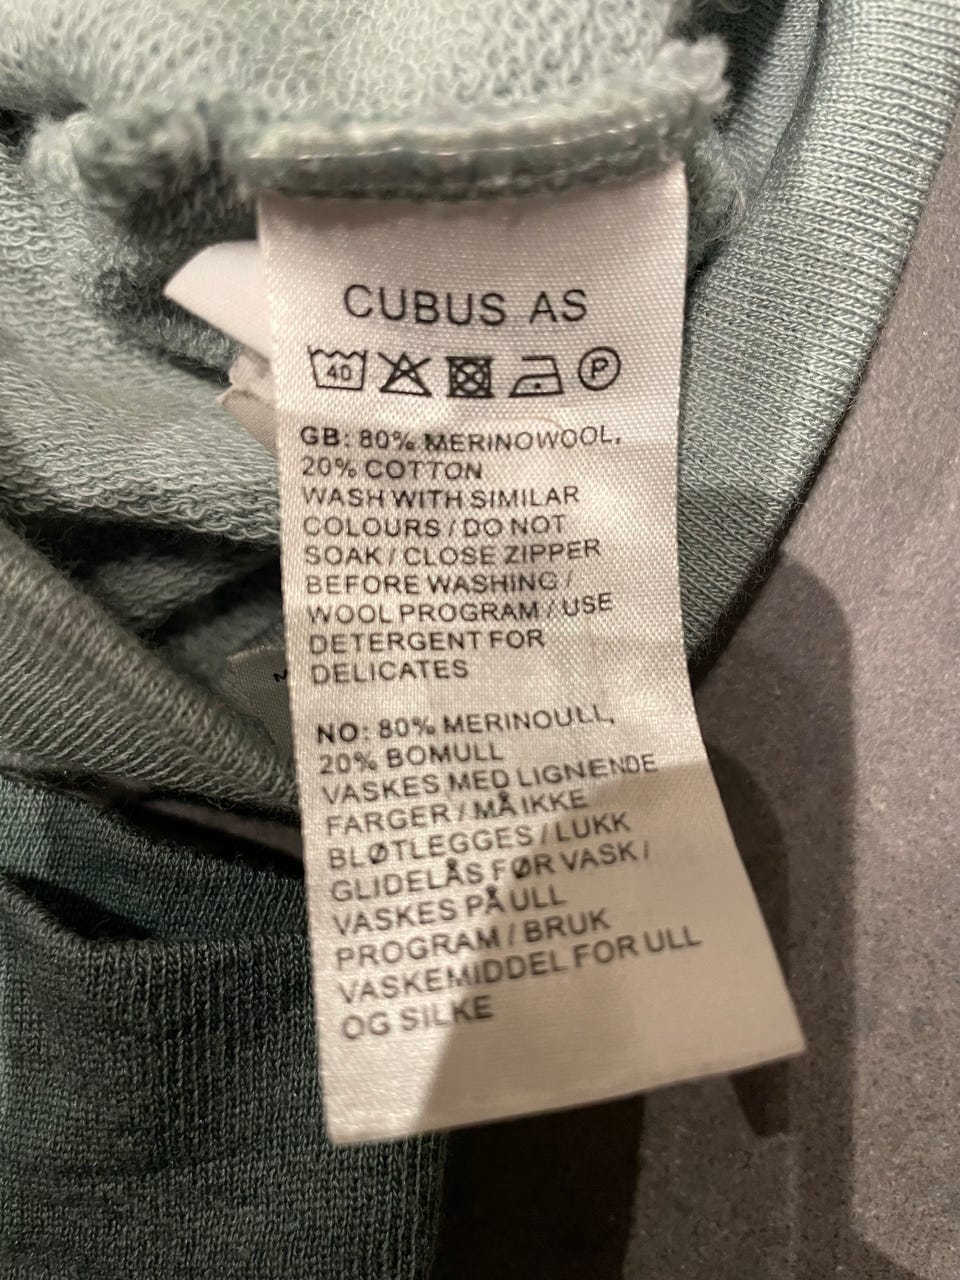 CUBUS AS
40 P
GB: 80% MERINOWOOL,
20% COTTON
WASH WITH SIMILAR
COLOURS / DO NOT
SOAK / CLOSE ZIPPER
BEFORE WASHING /
WOOL PROGRAM / USE
DETERGENT FOR
DELICATES
NO: 80% MERINOULL,
20% BOMULL
VASKES MED LIGNENDE
FARGER / MÅ IKKE
BLØTLEGGES / LUKK
GLIDELÅS FØR VASK /
VASKES PÅ ULL
PROGRAM / BRUK
VASKEMIDDEL FOR ULL
OG SILKE